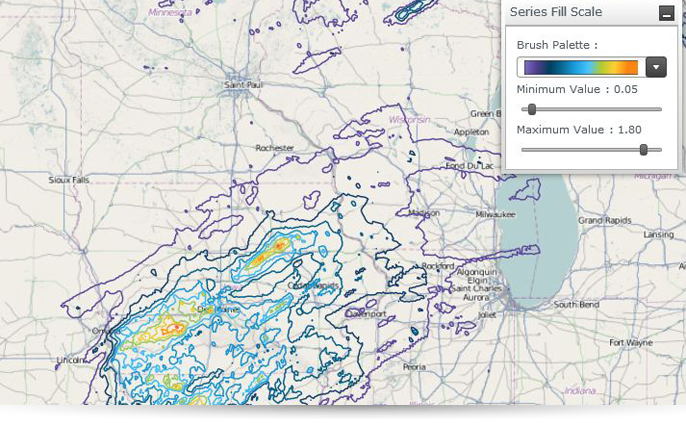 Series Fill Scale
Brush Palette :
Minimum Value : 0.05
Maximum Value : 1.80
Minnesota
Saint Paul
Wisconsin
Green B
Appleton
Rochester
Fond Du Lac
Sioux Falls
Michigan
Madison
Milwaukee
Grand Rapids
Lansing
Rockford
Algonquin
Elgin
Saint Charles
Aurora
Cedar Rapids
Des Moines
Davenport
Joliet
South Bend
Om
Fort Wayne
Lincoln
Peoria
Indiana
Illinois